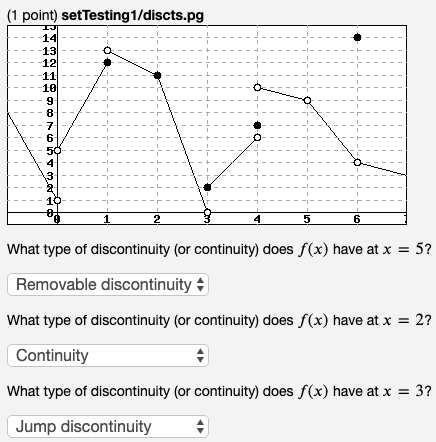 (1 point) setTesting1/discts.pg
15
14
13
12
11
10
9
8
7
6
5
4
3
2
1
0
0 1 2 3 4 5 6 7
What type of discontinuity (or continuity) does f(x) have at x = 5?
Removable discontinuity
What type of discontinuity (or continuity) does f(x) have at x = 2?
Continuity
What type of discontinuity (or continuity) does f(x) have at x = 3?
Jump discontinuity